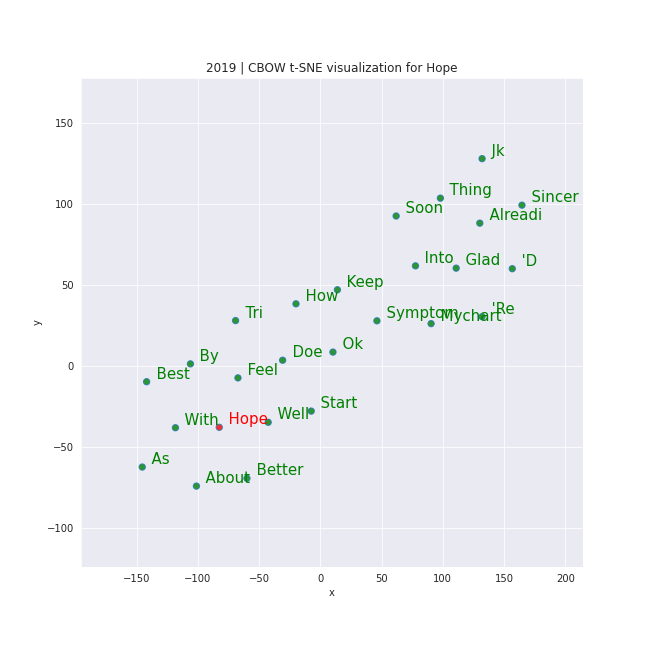 2019 | CBOW t-SNE visualization for Hope
150
100
50
0
−50
−100
y
Jk
Thing
Sincer
Soon
Alreadi
Into
Glad
'D
Keep
How
Tri
Symptom
Mychart
'Re
Ok
Doe
By
Best
Feel
Start
Well
Hope
With
As
Better
About
−150
−100
−50
0
50
100
150
200
x